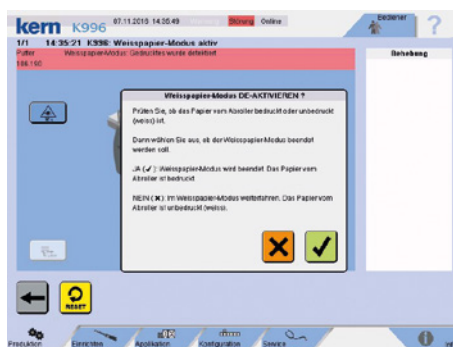 kern K996 07.11.2016 14:35:49 Störung Online Bediener ?
1/1 14:35:21 K996: Weisspapier-Modus aktiv
Weisspapier-Modus: Gedrucktes wurde detektiert
Behebung
Weisspapier-Modus DE-AKTIVIEREN ?
Prüfen Sie, ob das Papier vom Abroller bedruckt oder unbedruckt
(weiss) ist.
Dann wählen Sie aus, ob der Weisspapier-Modus beendet
werden soll.
JA (✓): Weisspapier-Modus wird beendet. Das Papier vom
Abroller ist bedruckt.
NEIN (✖): Im Weisspapier-Modus weiterfahren. Das Papier vom
Abroller ist unbedruckt (weiss).
RESET
Produktion Einrichten Applikation Konfiguration Service